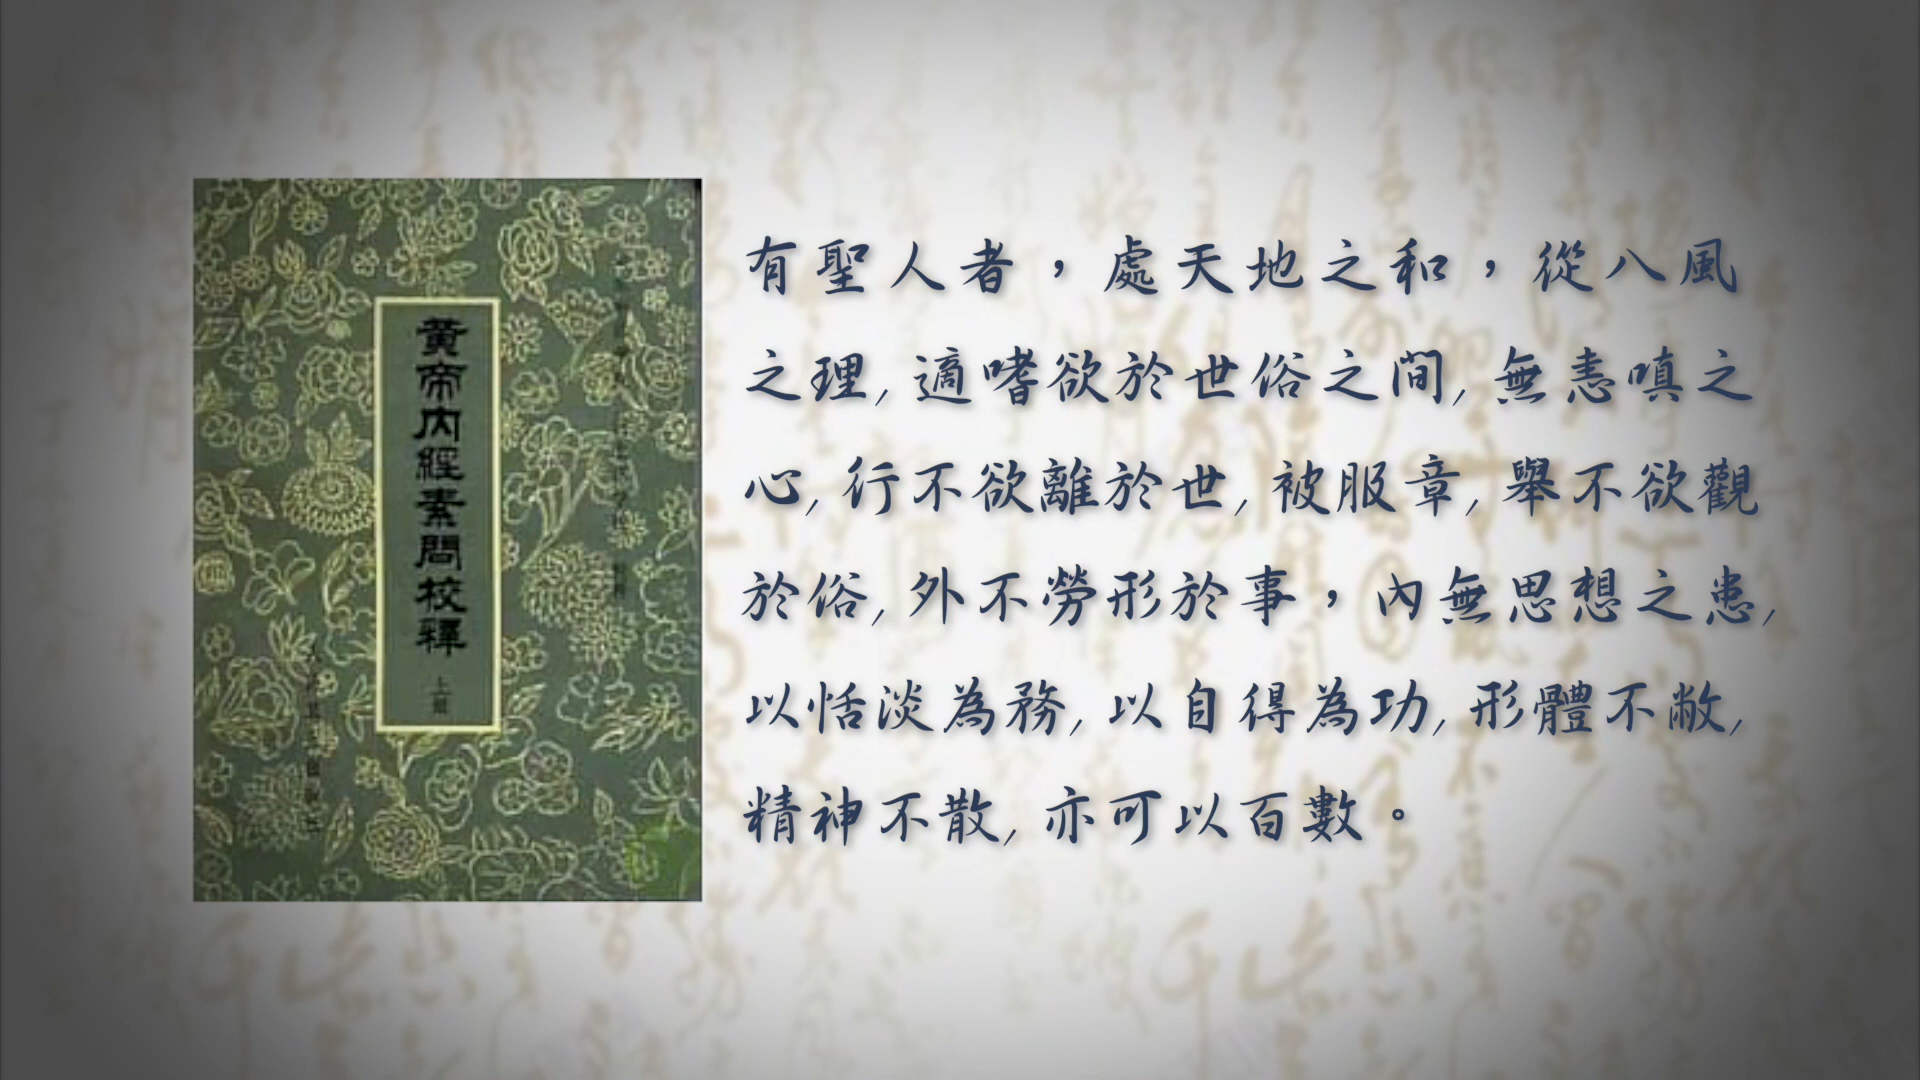 黃帝內經素問校釋
上冊
有聖人者，處天地之和，從八風
之理,適嗜欲於世俗之間,無恚嗔之
心,行不欲離於世,被服章,舉不欲觀
於俗,外不勞形於事，內無思想之患,
以恬淡為務,以自得為功,形體不敝,
精神不散,亦可以百數。